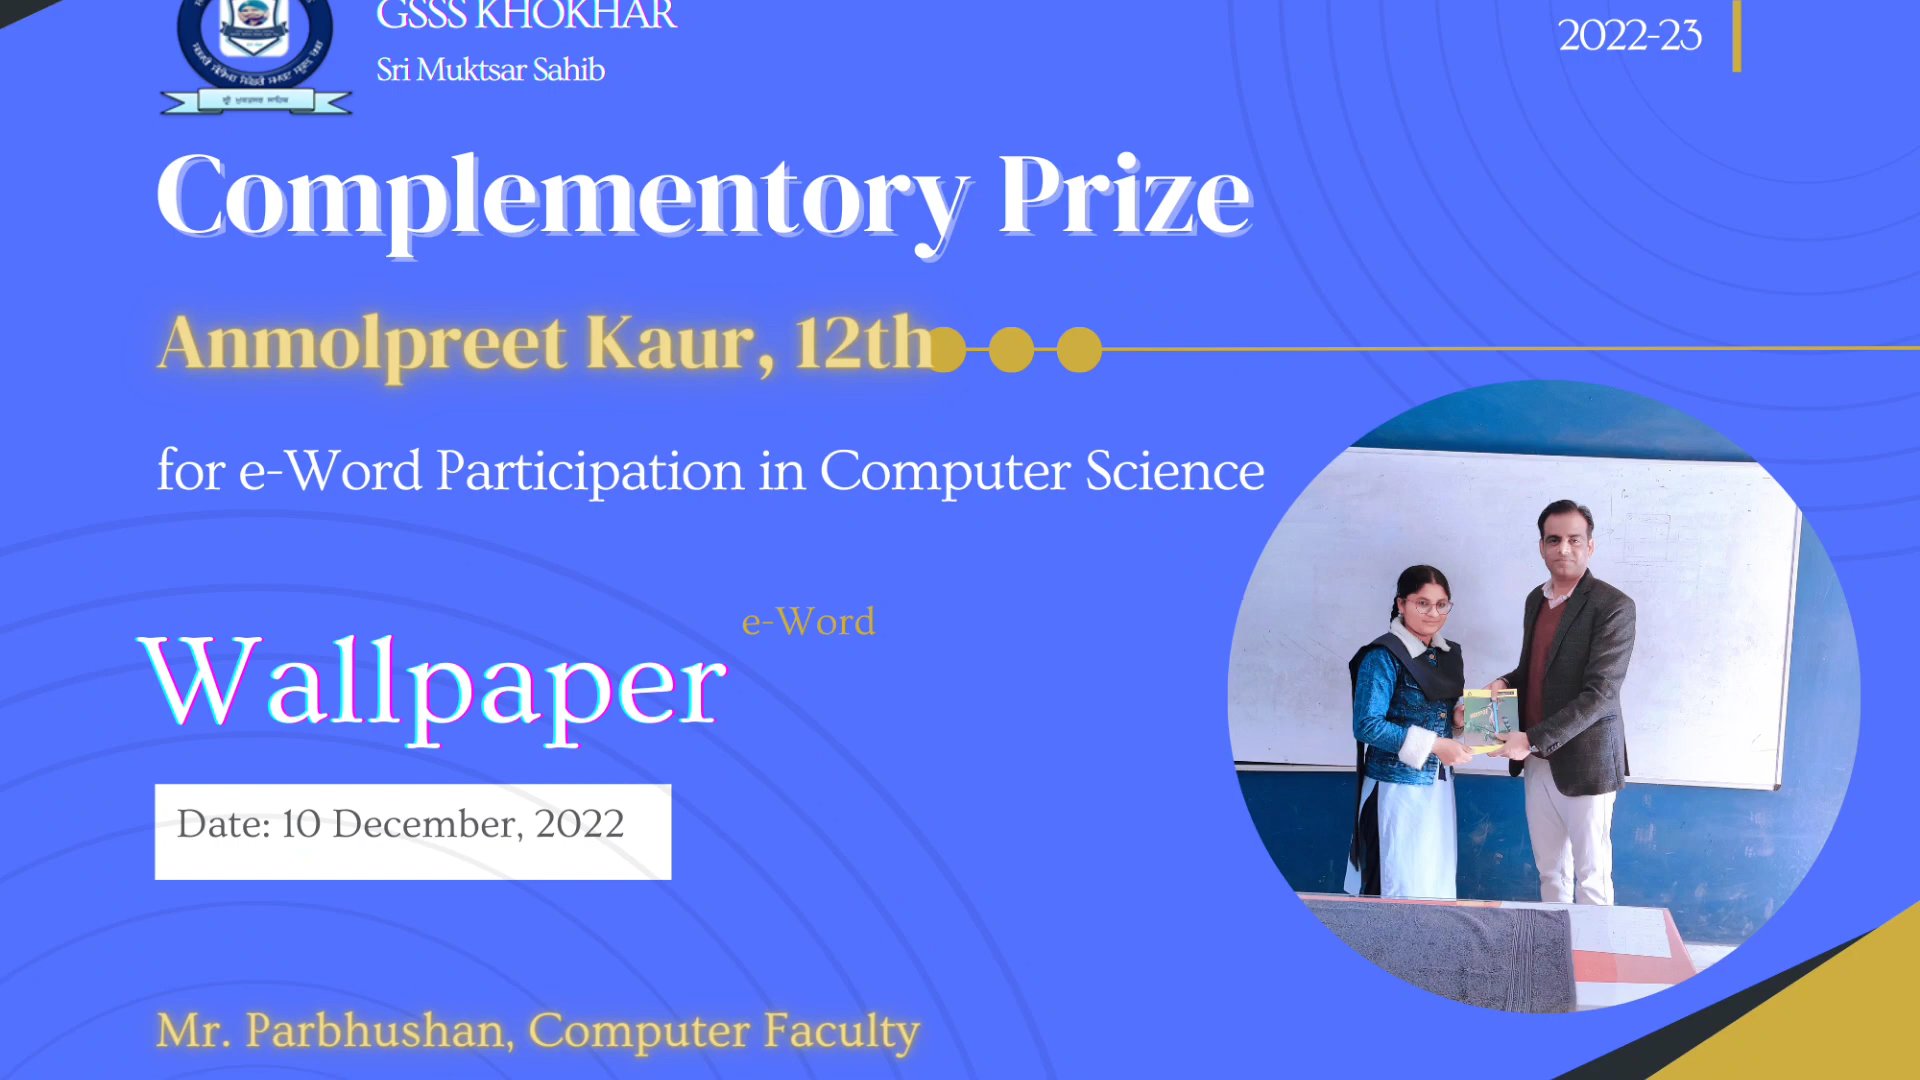 GSSS KHOKHAR
Sri Muktsar Sahib
2022-23
Complementory Prize
Anmolpreet Kaur, 12th
for e-Word Participation in Computer Science
e-Word
Wallpaper
Date: 10 December, 2022
Mr. Parbhushan, Computer Faculty